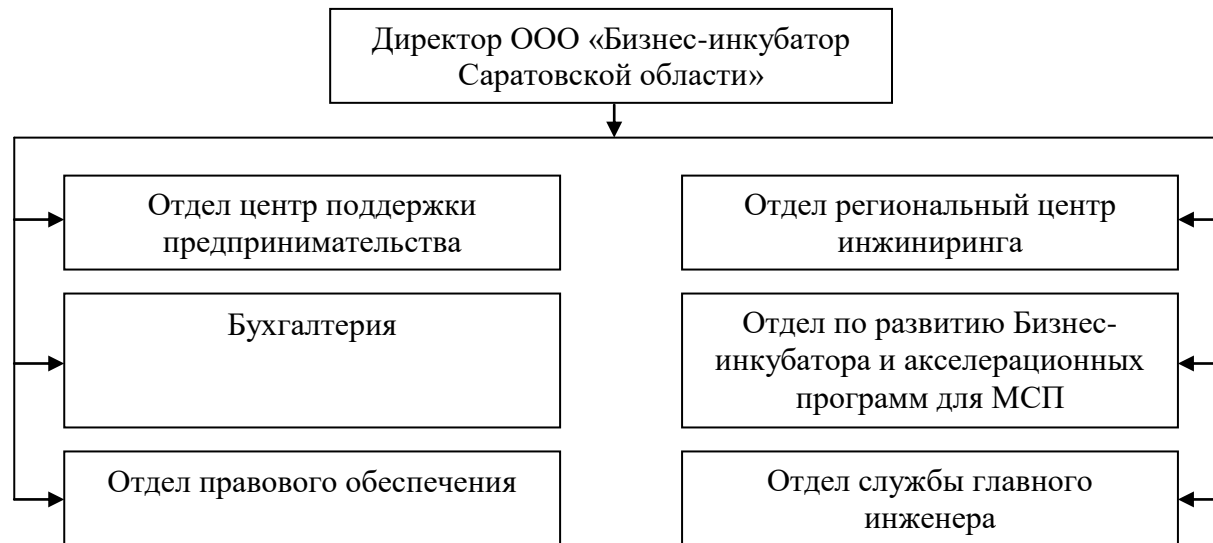 Директор ООО «Бизнес-инкубатор
Саратовской области»
Отдел центр поддержки
предпринимательства
Отдел региональный центр
инжиниринга
Бухгалтерия
Отдел по развитию Бизнес-
инкубатора и акселерационных
программ для МСП
Отдел правового обеспечения
Отдел службы главного
инженера